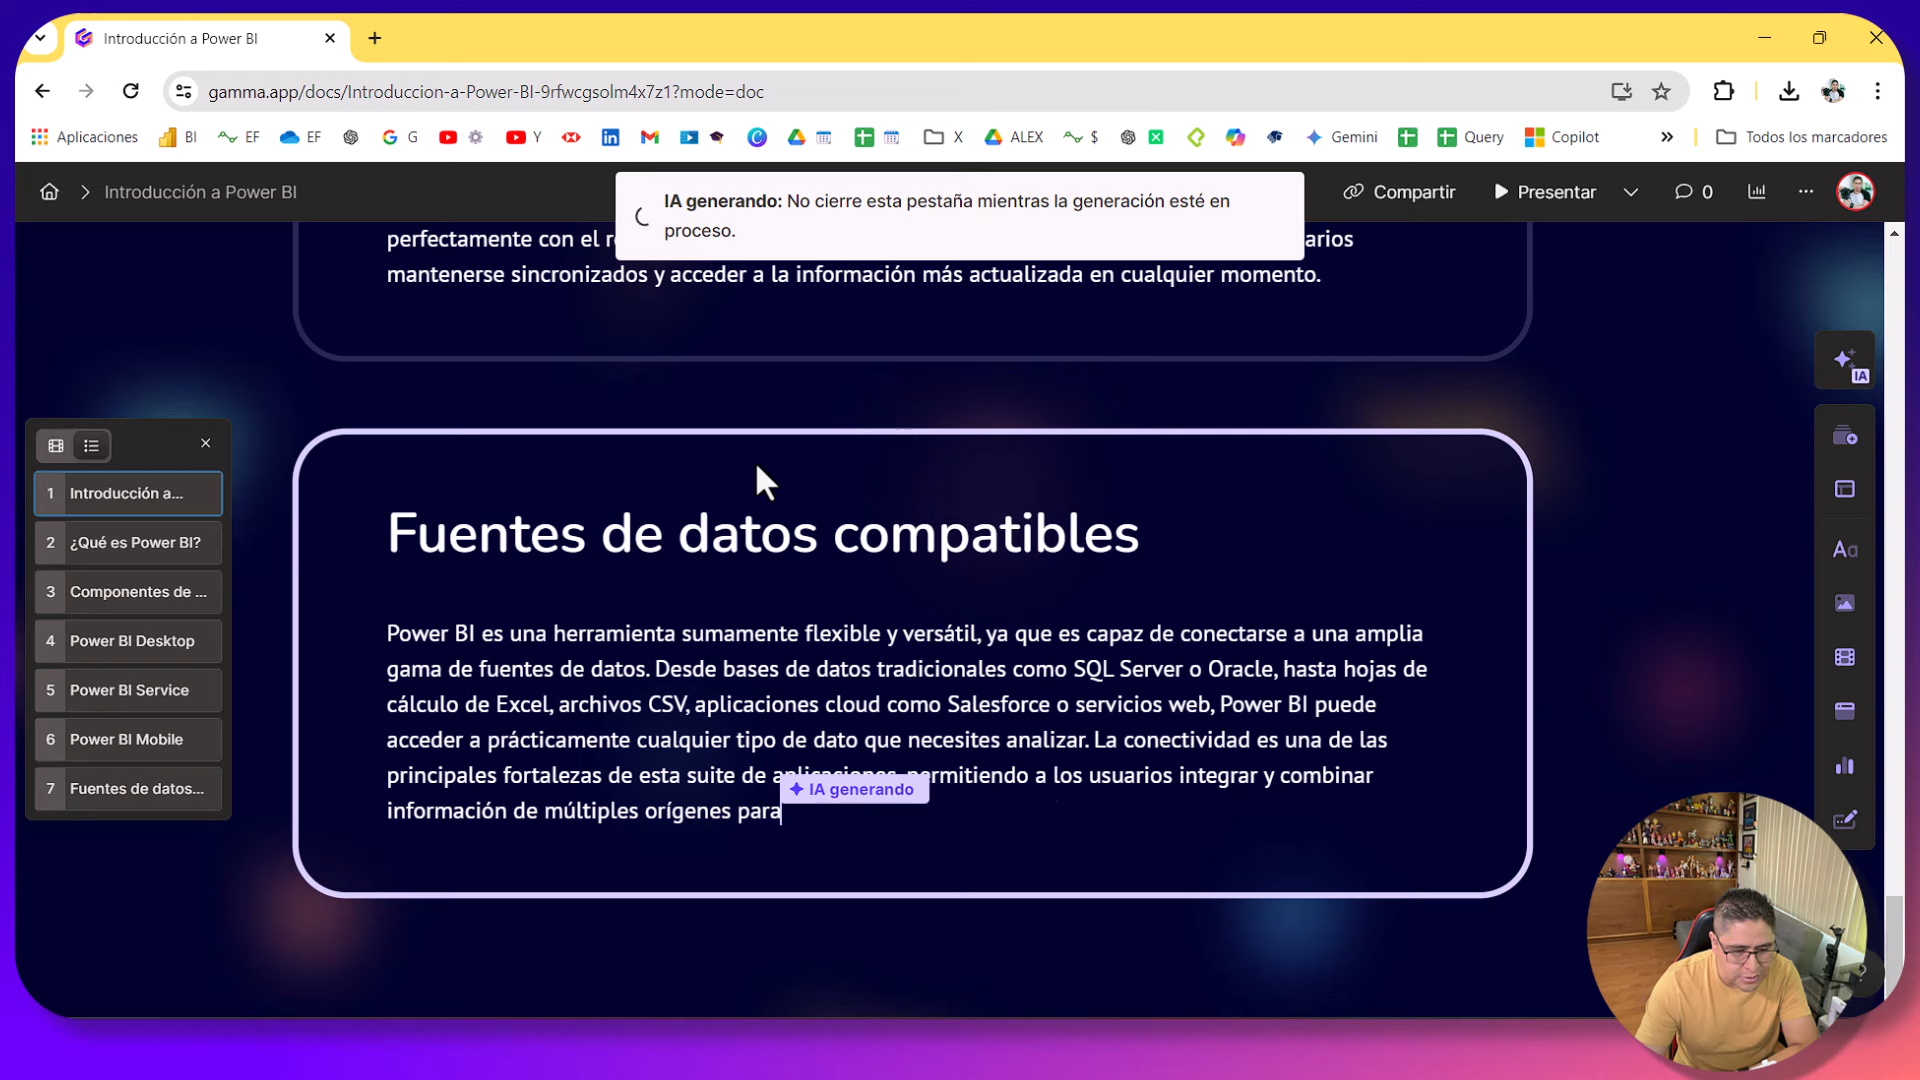 Introducción a Power BI
gamma.app/docs/Introduccion-a-Power-BI-9rfwcgsolm4x7z1?mode=doc
Aplicaciones BI EF EF G Y X ALEX $ Gemini Query Copilot » Todos los marcadores
Introducción a Power BI
Compartir Presentar 0
IA generando: No cierre esta pestaña mientras la generación esté en
proceso.
perfectamente con el arios
mantenerse sincronizados y acceder a la información más actualizada en cualquier momento.
IA
1 Introducción a...
2 ¿Qué es Power BI?
3 Componentes de ...
4 Power BI Desktop
5 Power BI Service
6 Power BI Mobile
7 Fuentes de datos...
Aa
Fuentes de datos compatibles
Power BI es una herramienta sumamente flexible y versátil, ya que es capaz de conectarse a una amplia
gama de fuentes de datos. Desde bases de datos tradicionales como SQL Server o Oracle, hasta hojas de
cálculo de Excel, archivos CSV, aplicaciones cloud como Salesforce o servicios web, Power BI puede
acceder a prácticamente cualquier tipo de dato que necesites analizar. La conectividad es una de las
principales fortalezas de esta suite de aplicaciones, permitiendo a los usuarios integrar y combinar
IA generando
información de múltiples orígenes para